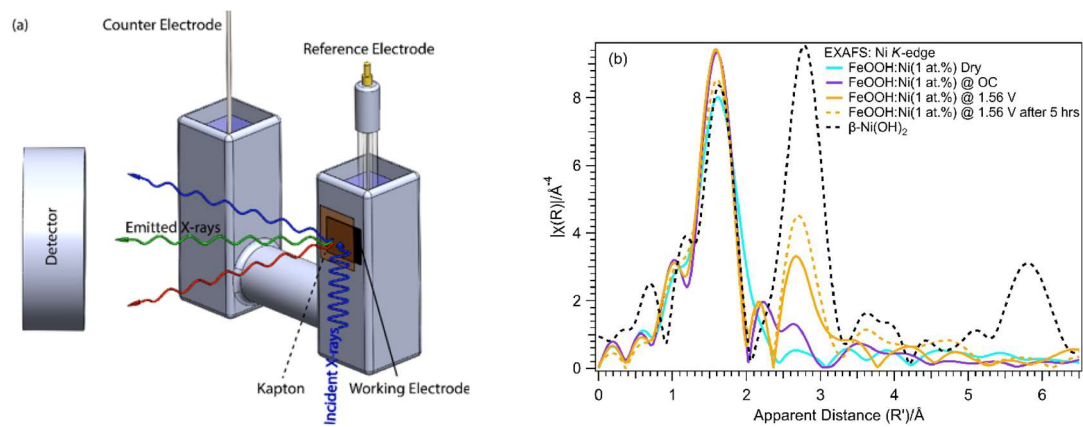 (a)
Counter Electrode
Reference Electrode
Detector
Emitted X-rays
Incident X-rays
Kapton
Working Electrode
(b)
EXAFS: Ni K-edge
FeOOH:Ni(1 at.%) Dry
FeOOH:Ni(1 at.%) @ OC
FeOOH:Ni(1 at.%) @ 1.56 V
FeOOH:Ni(1 at.%) @ 1.56 V after 5 hrs
β-Ni(OH)₂
|χ(R)|/Å⁻⁴
8
6
4
2
0
0 1 2 3 4 5 6
Apparent Distance (R')/Å